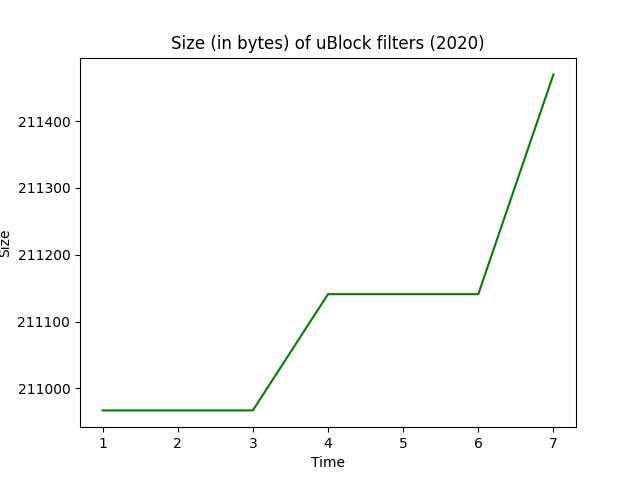 Size (in bytes) of uBlock filters (2020)
211400
211300
211200
211100
211000
Size
1 2 3 4 5 6 7
Time